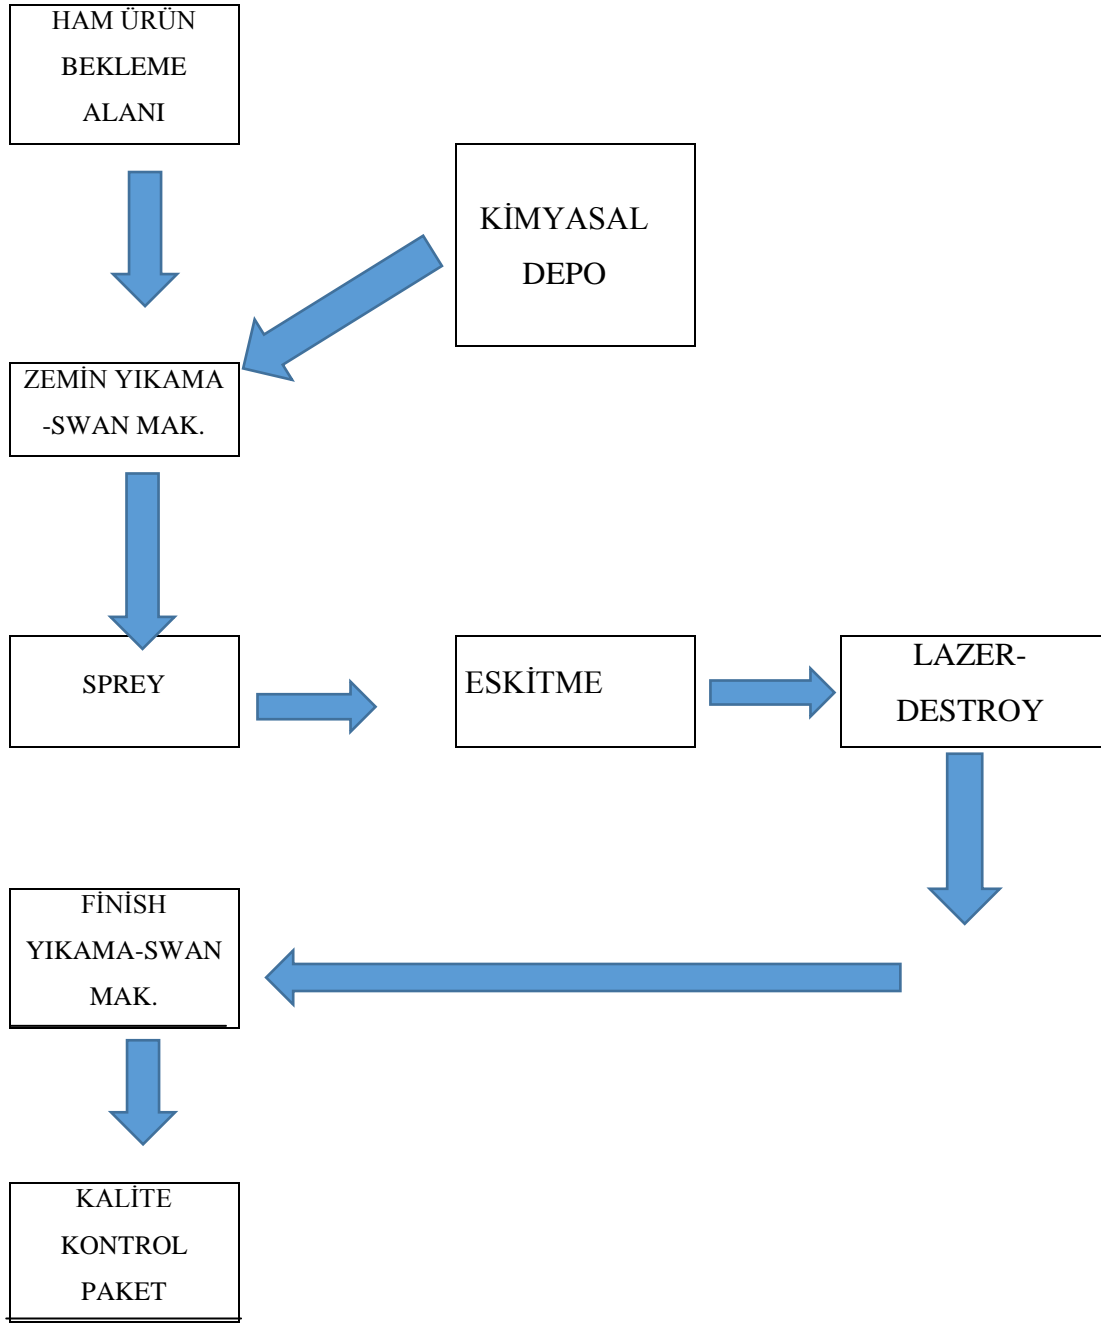 HAM ÜRÜN
BEKLEME
ALANI
KİMYASAL
DEPO
ZEMİN YIKAMA
-SWAN MAK.
SPREY
ESKİTME
LAZER-
DESTROY
FİNİSH
YIKAMA-SWAN
MAK.
KALİTE
KONTROL
PAKET